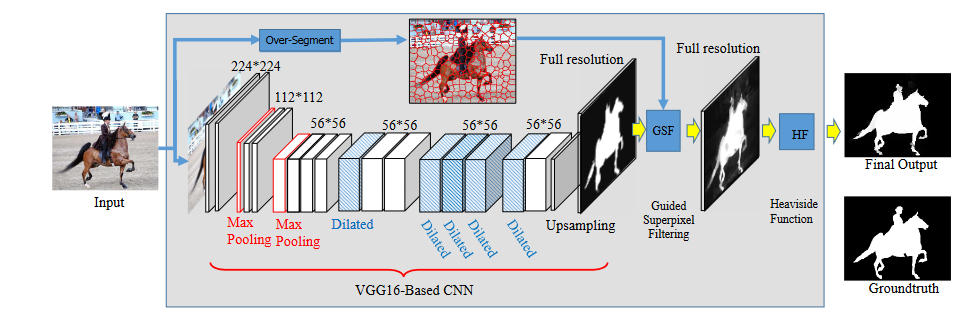 Over-Segment
Full resolution
Full resolution
224*224
112*112
56*56
56*56
56*56
56*56
GSF
HF
Input
Final Output
Max
Pooling
Max
Pooling
Dilated
Dilated
Dilated
Dilated
Dilated
Upsampling
Guided
Superpixel
Filtering
Heaviside
Function
VGG16-Based CNN
Groundtruth